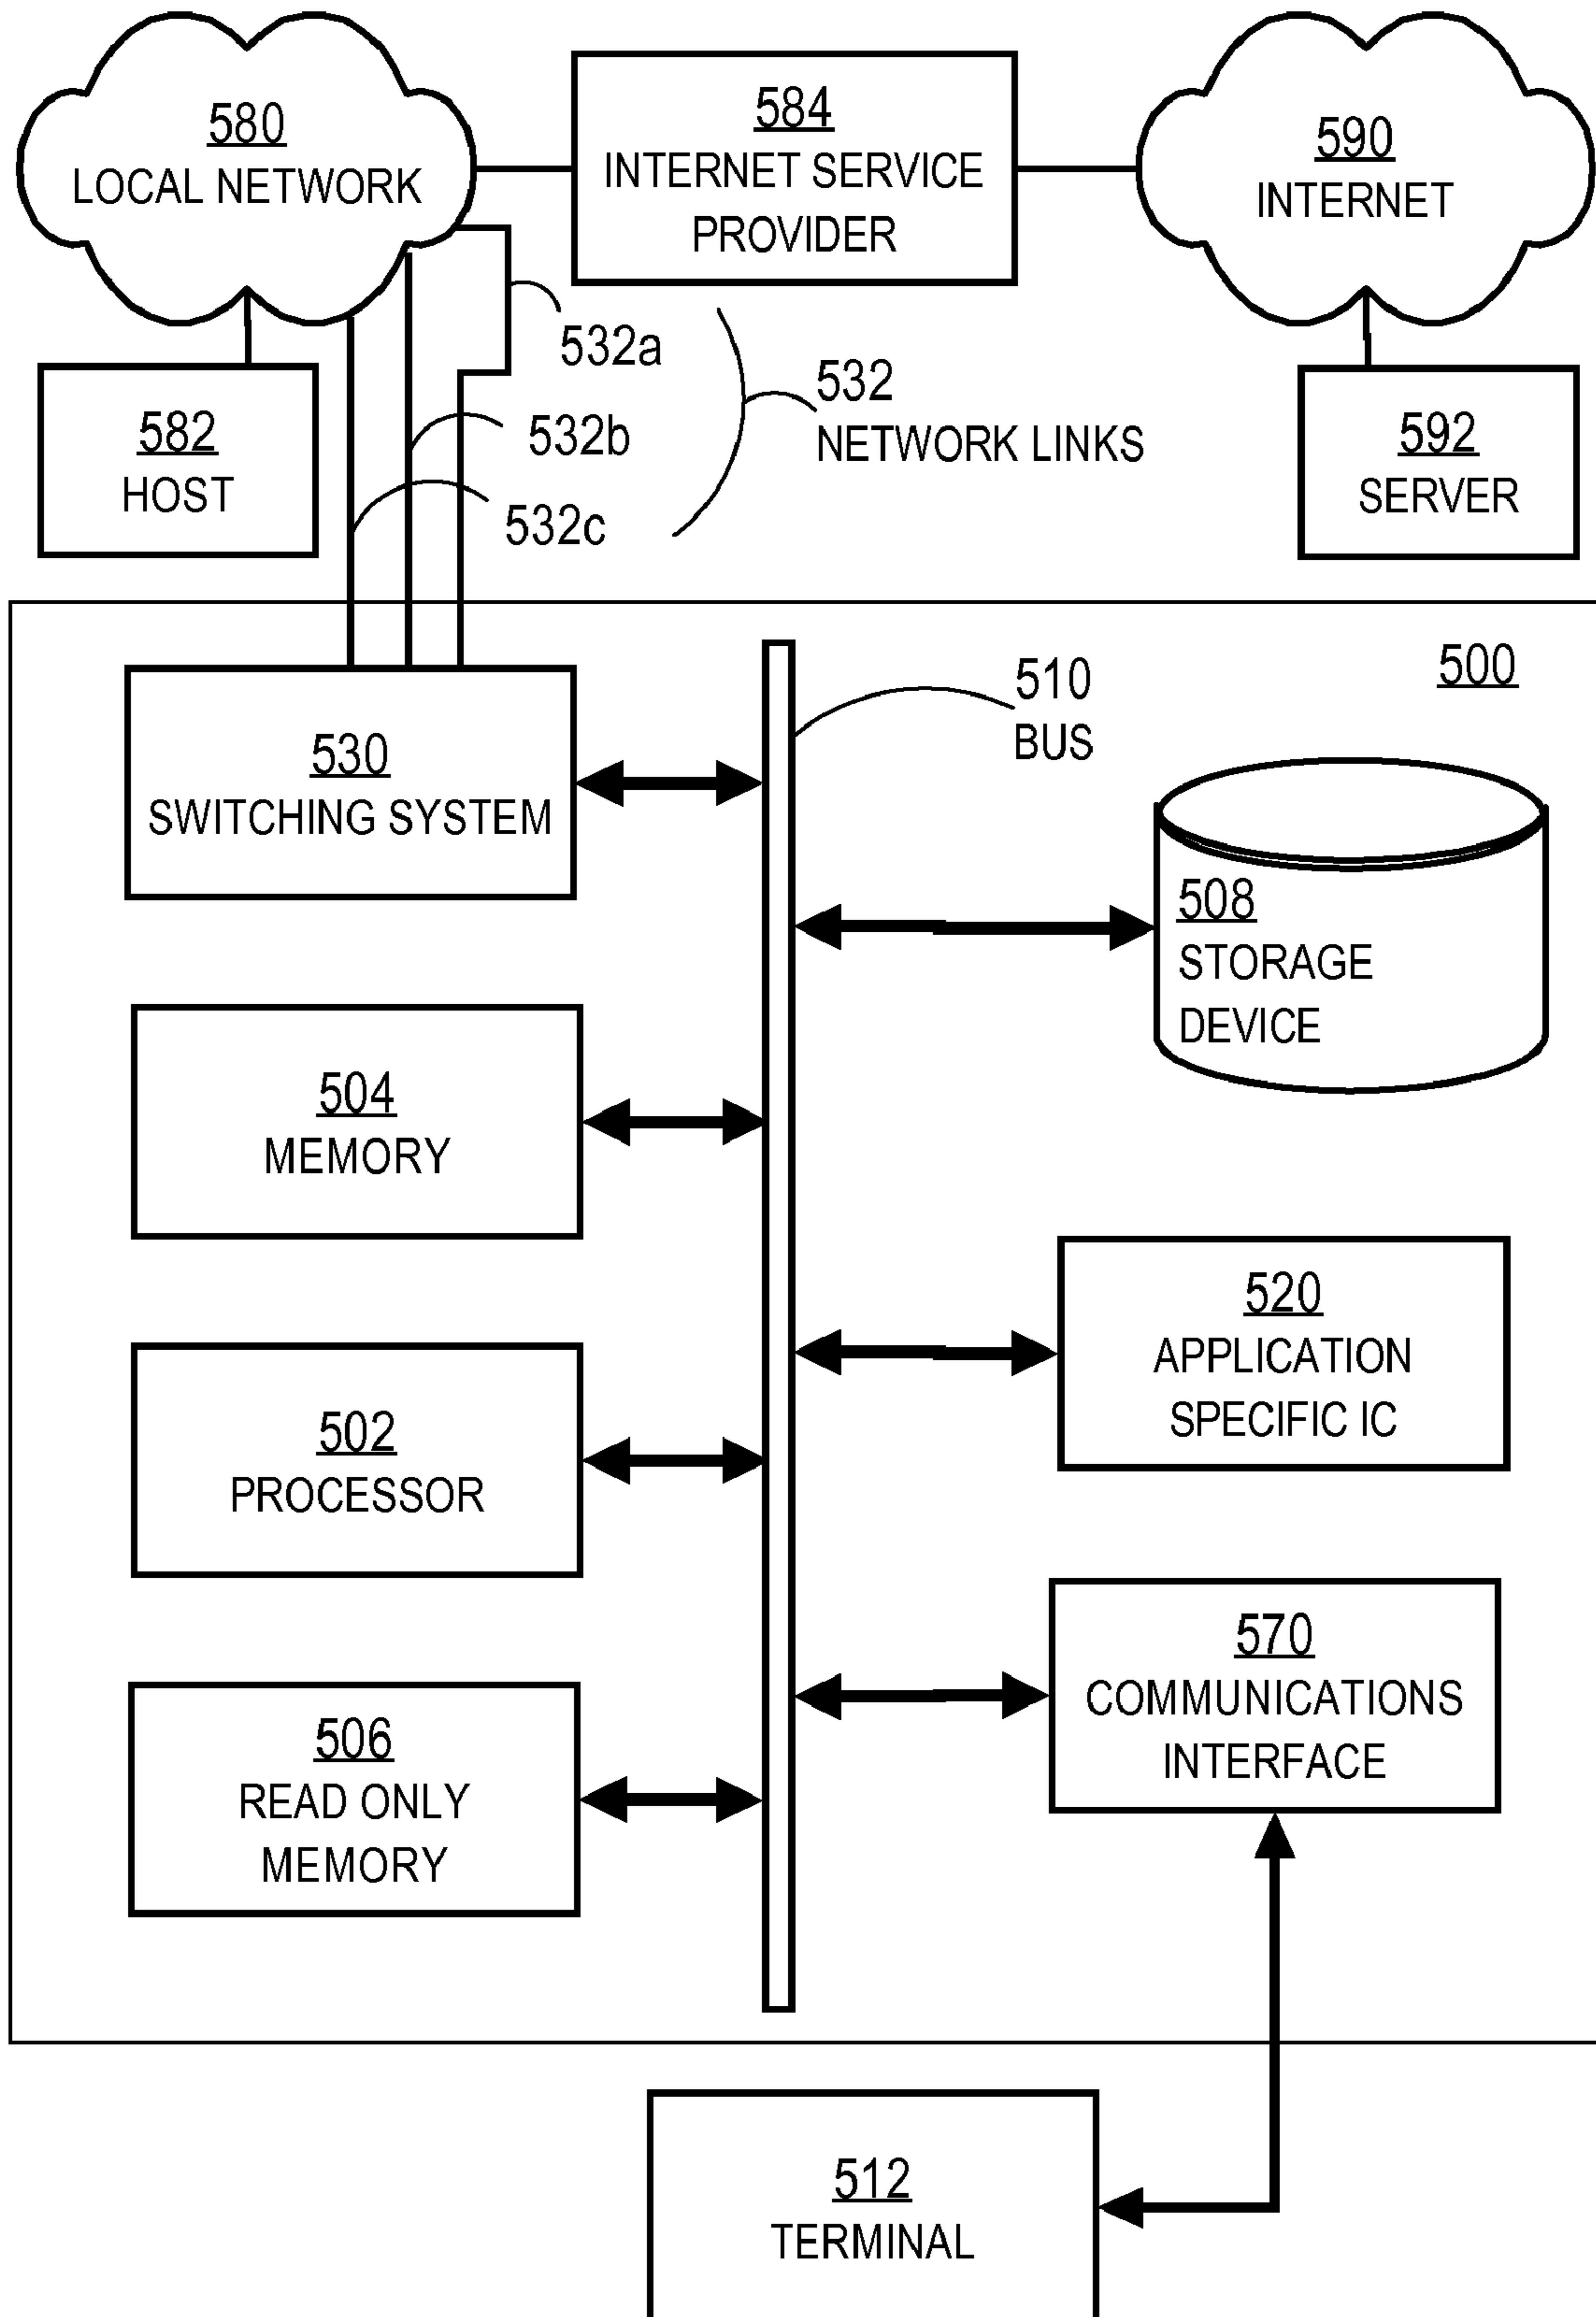 580
LOCAL NETWORK
584
INTERNET SERVICE
PROVIDER
590
INTERNET
532a
532
NETWORK LINKS
532b
532c
582
HOST
592
SERVER
500
510
BUS
530
SWITCHING SYSTEM
508
STORAGE
DEVICE
504
MEMORY
520
APPLICATION
SPECIFIC IC
502
PROCESSOR
570
COMMUNICATIONS
INTERFACE
506
READ ONLY
MEMORY
512
TERMINAL